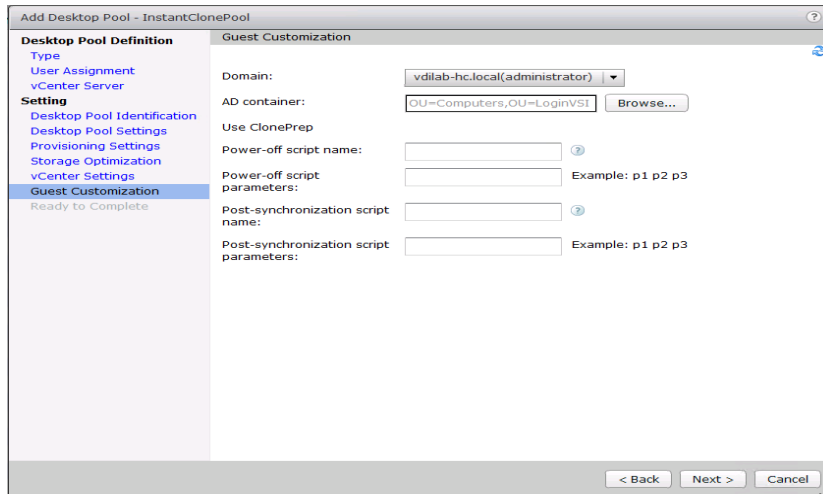 Add Desktop Pool - InstantClonePool
?
Desktop Pool Definition
Type
User Assignment
vCenter Server
Setting
Desktop Pool Identification
Desktop Pool Settings
Provisioning Settings
Storage Optimization
vCenter Settings
Guest Customization
Ready to Complete
Guest Customization
Domain:
vdilab-hc.local(administrator)
AD container:
OU=Computers,OU=LoginVSI
Browse...
Use ClonePrep
Power-off script name:
?
Power-off script
parameters:
Example: p1 p2 p3
Post-synchronization script
name:
?
Post-synchronization script
parameters:
Example: p1 p2 p3
< Back
Next >
Cancel